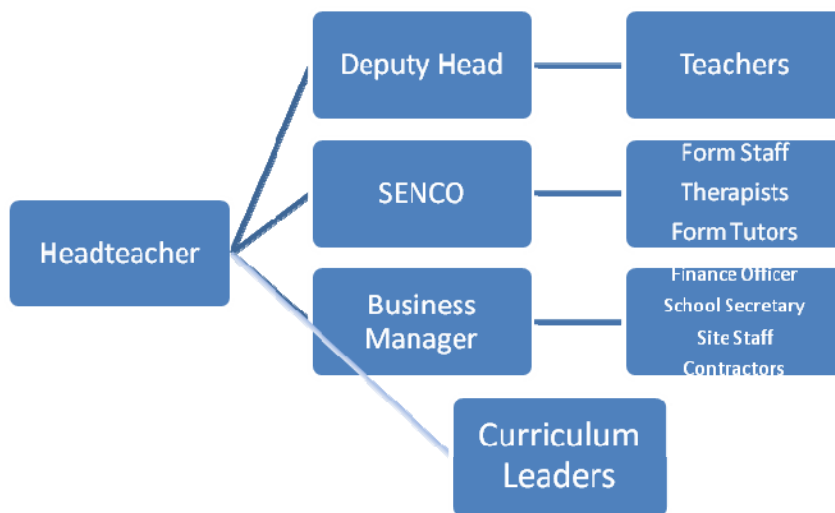 Headteacher
Deputy Head
Teachers
SENCO
Form Staff
Therapists
Form Tutors
Business
Manager
Finance Officer
School Secretary
Site Staff
Contractors
Curriculum
Leaders